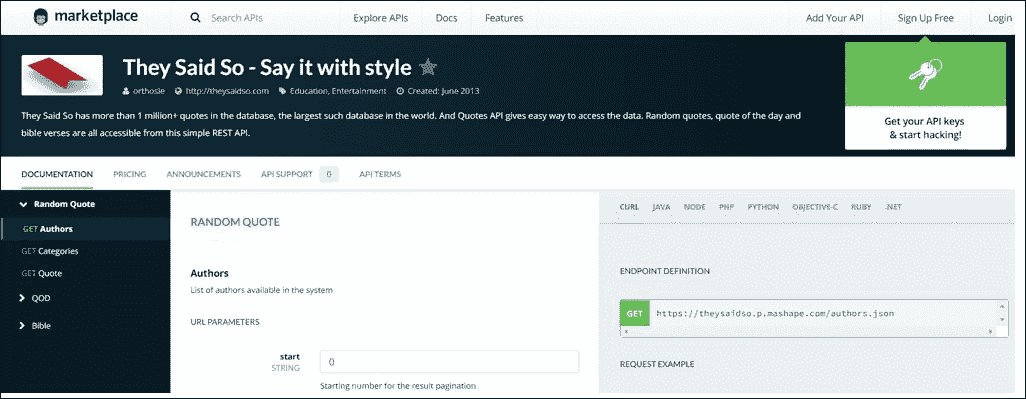 marketplace
Search APIs
Explore APIs
Docs
Features
Add Your API
Sign Up Free
Login
They Said So - Say it with style
orthosie
http://theysaidso.com
Education, Entertainment
Created: June 2013
They Said So has more than 1 million+ quotes in the database, the largest such database in the world. And Quotes API gives easy way to access the data. Random quotes, quote of the day and
bible verses are all accessible from this simple REST API.
Get your API keys
& start hacking!
DOCUMENTATION
PRICING
ANNOUNCEMENTS
API SUPPORT 0
API TERMS
Random Quote
GET Authors
GET Categories
GET Quote
QOD
Bible
RANDOM QUOTE
Authors
List of authors available in the system
URL PARAMETERS
start
STRING
0
Starting number for the result pagination
CURL
JAVA
NODE
PHP
PYTHON
OBJECTIVE-C
RUBY
.NET
ENDPOINT DEFINITION
GET https://theysaidso.p.mashape.com/authors.json
REQUEST EXAMPLE